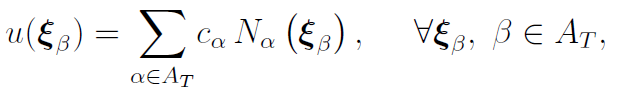 u(ξ_β) = ∑_{α∈A_T} c_α N_α (ξ_β) , ∀ξ_β, β ∈ A_T,